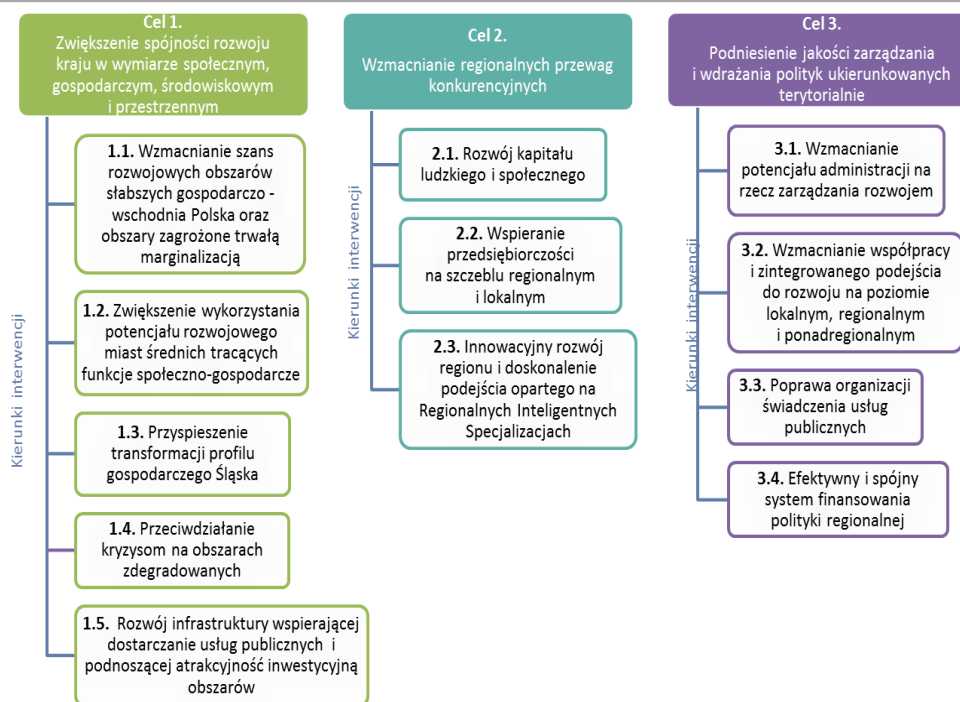 Cel 1.
Zwiększenie spójności rozwoju
kraju w wymiarze społecznym,
gospodarczym, środowiskowym
i przestrzennym
Kierunki interwencji
1.1. Wzmacnianie szans
rozwojowych obszarów
słabszych gospodarczo -
wschodnia Polska oraz
obszary zagrożone trwałą
marginalizacją
1.2. Zwiększenie wykorzystania
potencjału rozwojowego
miast średnich tracących
funkcje społeczno-gospodarcze
1.3. Przyspieszenie
transformacji profilu
gospodarczego Śląska
1.4. Przeciwdziałanie
kryzysom na obszarach
zdegradowanych
1.5. Rozwój infrastruktury wspierającej
dostarczanie usług publicznych i
podnoszącej atrakcyjność inwestycyjną
obszarów
Cel 2.
Wzmacnianie regionalnych przewag
konkurencyjnych
Kierunki interwencji
2.1. Rozwój kapitału
ludzkiego i społecznego
2.2. Wspieranie
przedsiębiorczości
na szczeblu regionalnym
i lokalnym
2.3. Innowacyjny rozwój
regionu i doskonalenie
podejścia opartego na
Regionalnych Inteligentnych
Specjalizacjach
Cel 3.
Podniesienie jakości zarządzania
i wdrażania polityk ukierunkowanych
terytorialnie
Kierunki interwencji
3.1. Wzmacnianie
potencjału administracji na
rzecz zarządzania rozwojem
3.2. Wzmacnianie współpracy
i zintegrowanego podejścia
do rozwoju na poziomie
lokalnym, regionalnym
i ponadregionalnym
3.3. Poprawa organizacji
świadczenia usług
publicznych
3.4. Efektywny i spójny
system finansowania
polityki regionalnej